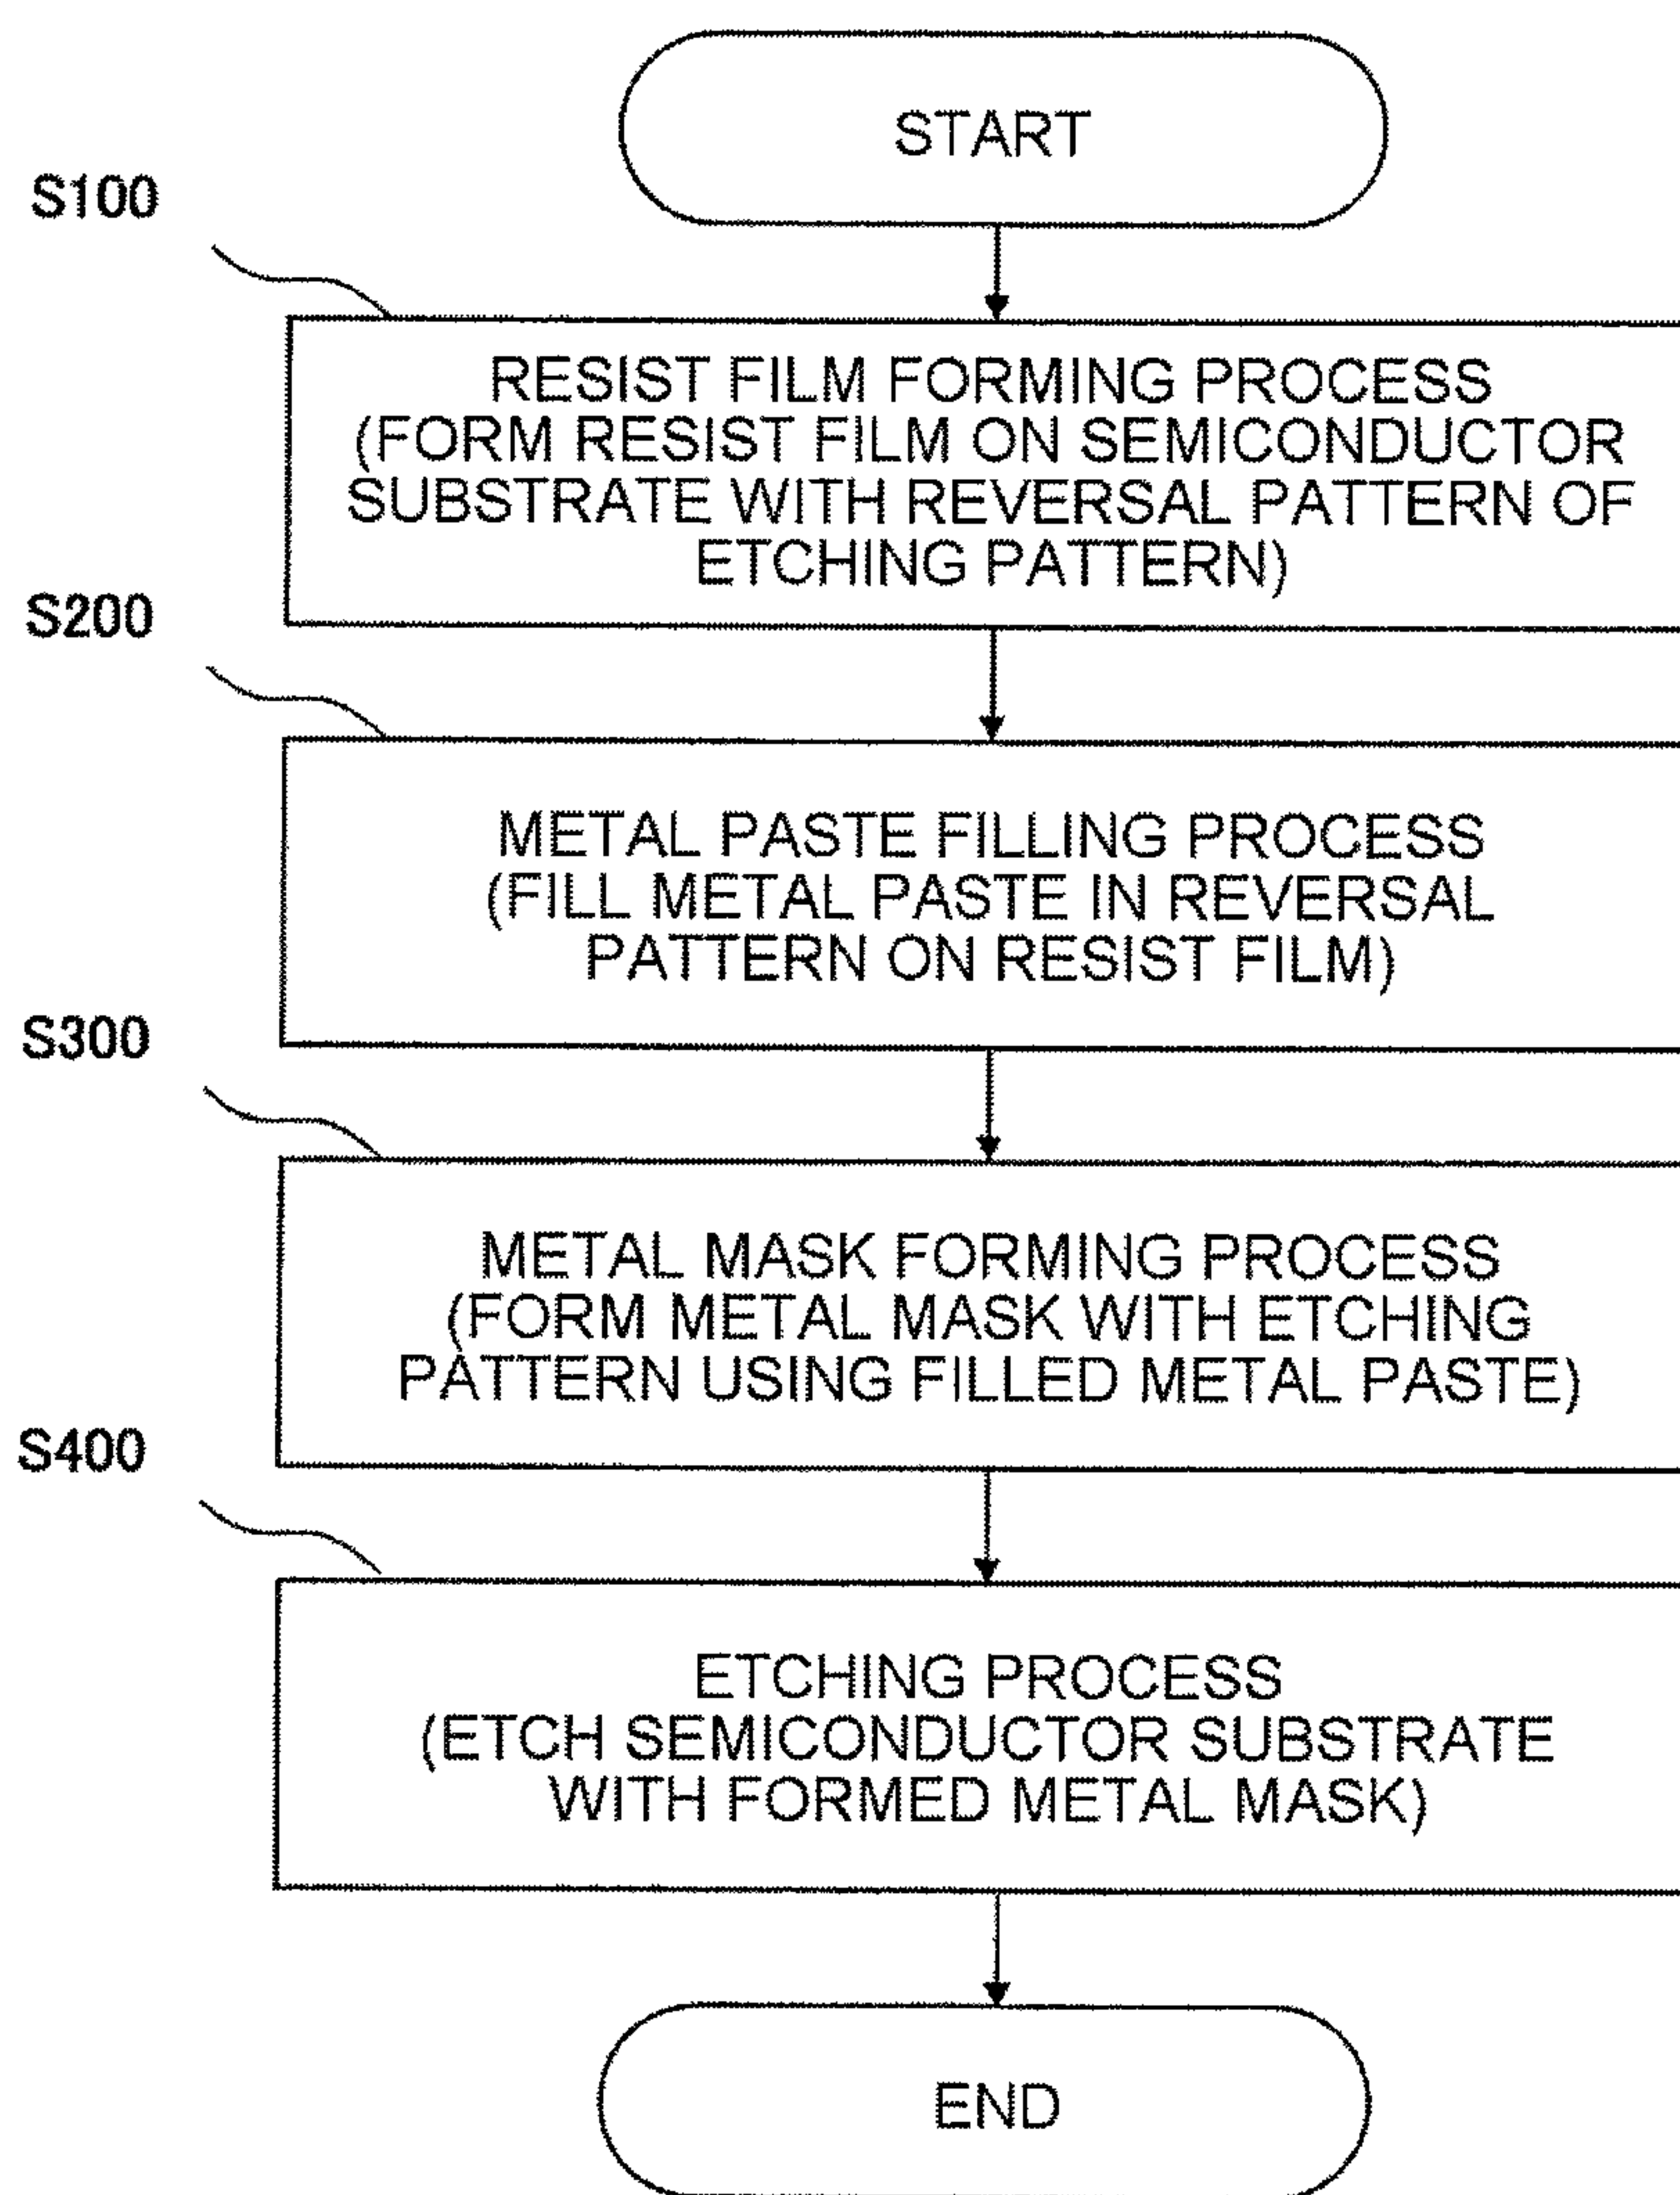 START
S100
RESIST FILM FORMING PROCESS
(FORM RESIST FILM ON SEMICONDUCTOR
SUBSTRATE WITH REVERSAL PATTERN OF
ETCHING PATTERN)
S200
METAL PASTE FILLING PROCESS
(FILL METAL PASTE IN REVERSAL
PATTERN ON RESIST FILM)
S300
METAL MASK FORMING PROCESS
(FORM METAL MASK WITH ETCHING
PATTERN USING FILLED METAL PASTE)
S400
ETCHING PROCESS
(ETCH SEMICONDUCTOR SUBSTRATE
WITH FORMED METAL MASK)
END